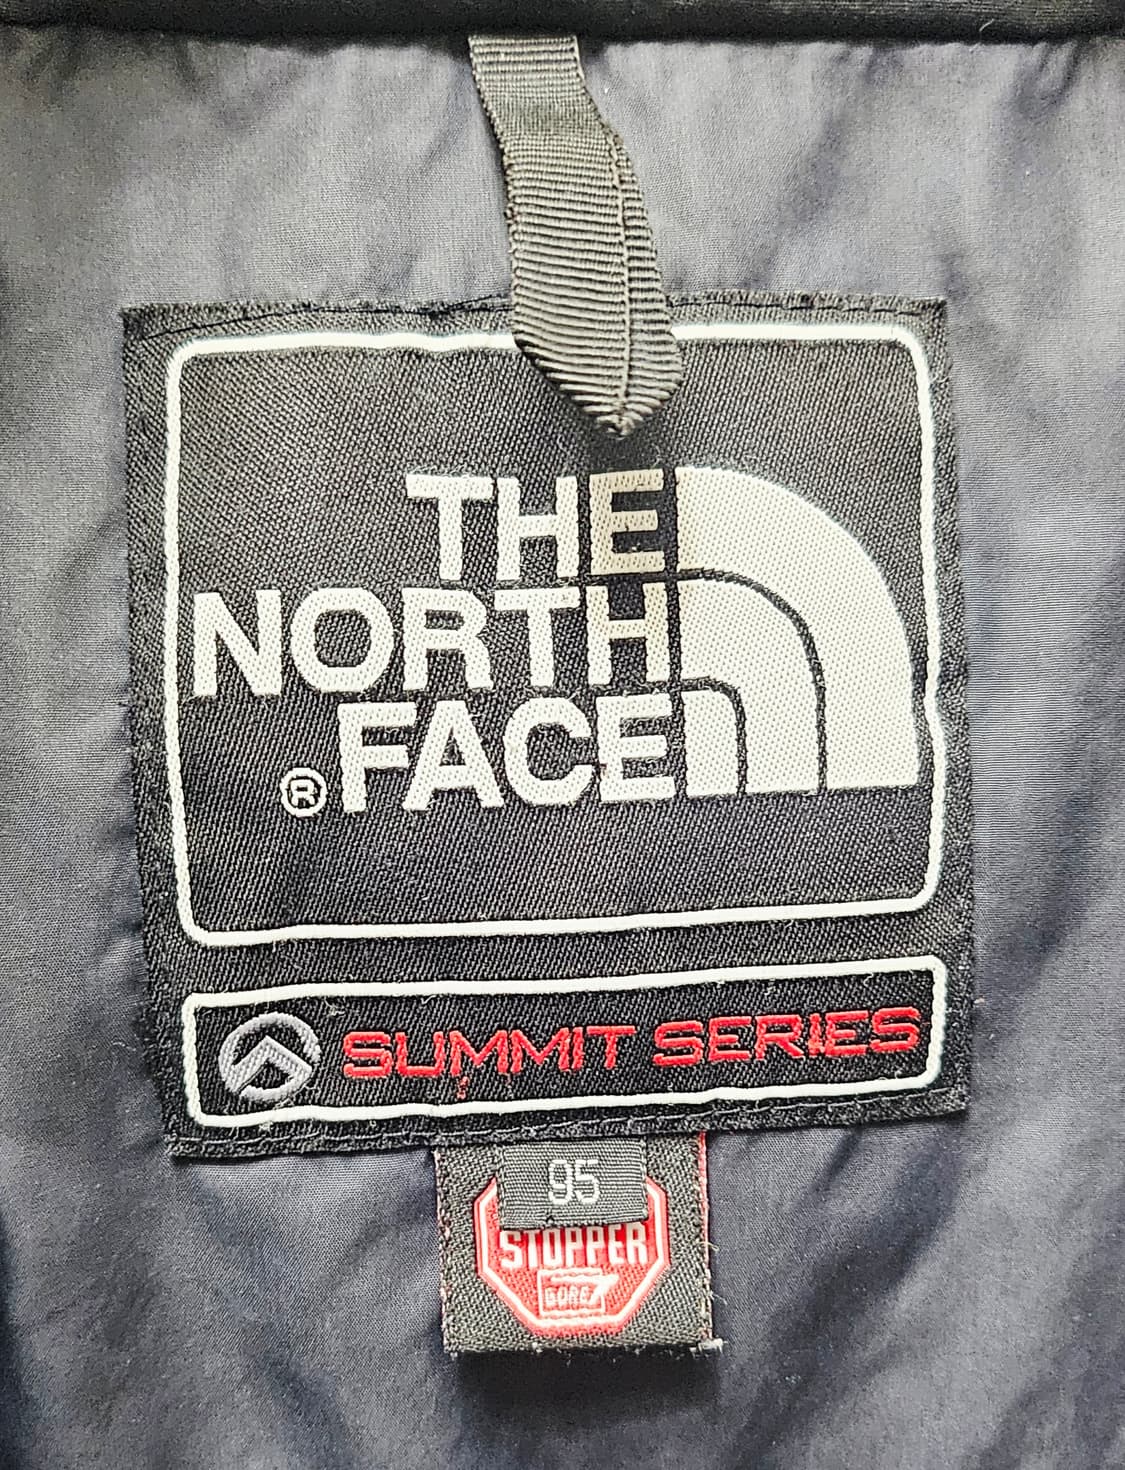 THE
NORTH
® FACE
SUMMIT SERIES
95
STOPPER
GORE